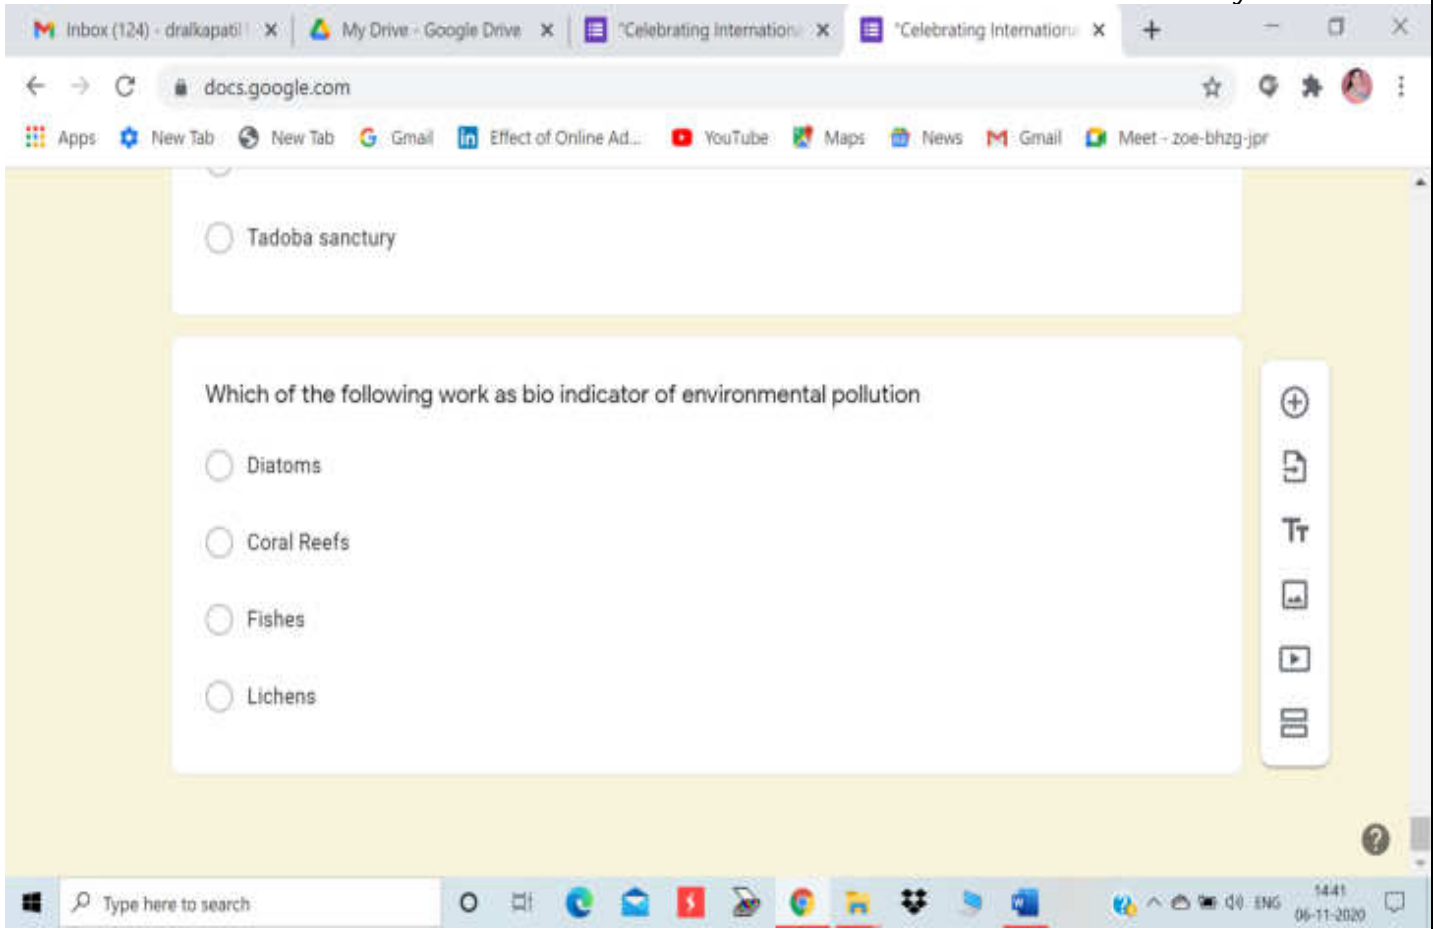 Inbox (124) - dralkapatil
My Drive - Google Drive
"Celebrating Internation
"Celebrating Internation
docs.google.com
Apps
New Tab
New Tab
Gmail
Effect of Online Ad...
YouTube
Maps
News
Gmail
Meet - zoe-bhzg-jpr
Tadoba sanctury
Which of the following work as bio indicator of environmental pollution
Diatoms
Coral Reefs
Fishes
Lichens
Type here to search
ENG
14:41
06-11-2020